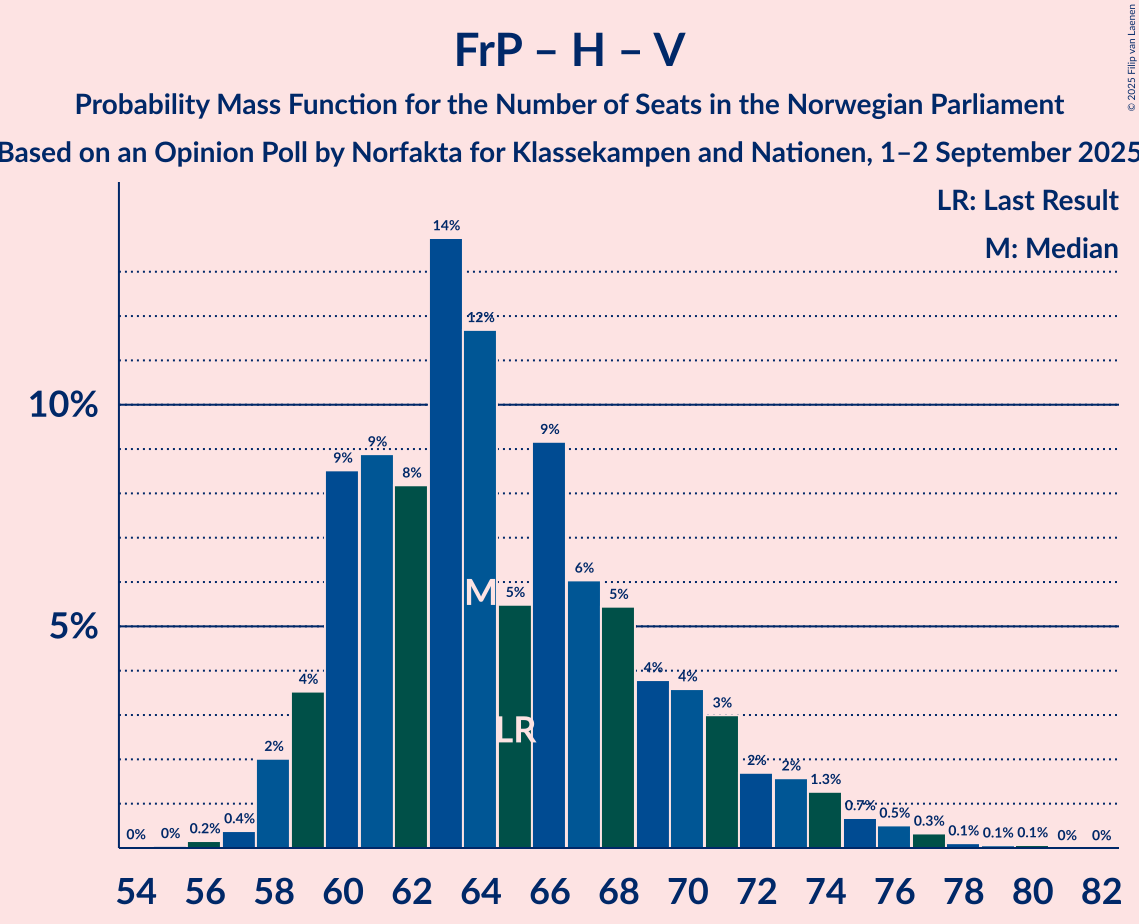 FrP – H – V
Probability Mass Function for the Number of Seats in the Norwegian Parliament
Based on an Opinion Poll by Norfakta for Klassekampen and Nationen, 1–2 September 2025
© 2025 Filip van Laenen
LR: Last Result
M: Median
10%
5%
0% 0% 0.2% 0.4% 2% 4% 9% 9% 8% 14% 12% 5% 9% 6% 5% 4% 4% 3% 2% 2% 1.3% 0.7% 0.5% 0.3% 0.1% 0.1% 0.1% 0% 0%
M
LR
54 56 58 60 62 64 66 68 70 72 74 76 78 80 82